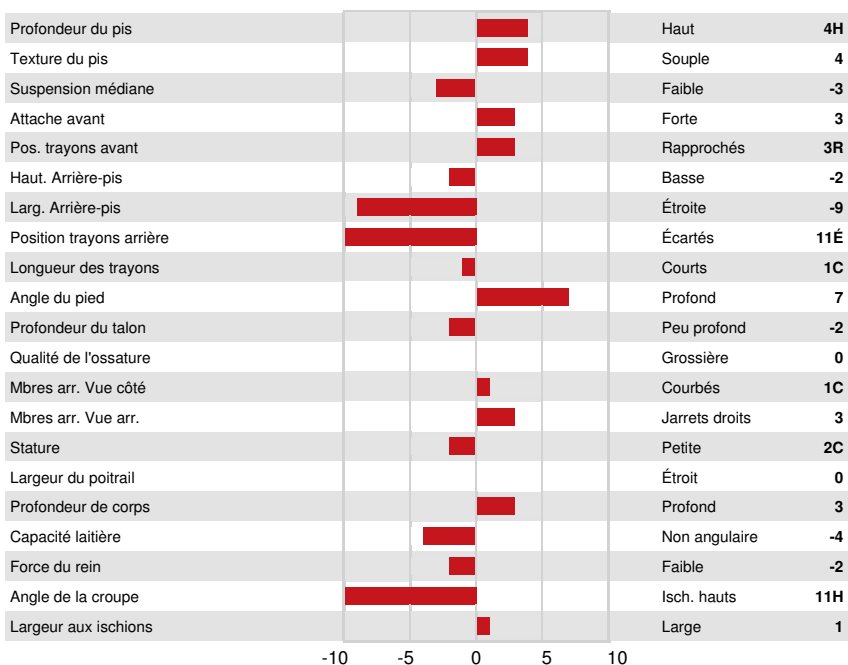 Profondeur du pis Haut 4H
Texture du pis Souple 4
Suspension médiane Faible -3
Attache avant Forte 3
Pos. trayons avant Rapprochés 3R
Haut. Arrière-pis Basse -2
Larg. Arrière-pis Étroite -9
Position trayons arrière Écartés 11É
Longueur des trayons Courts 1C
Angle du pied Profond 7
Profondeur du talon Peu profond -2
Qualité de l'ossature Grossière 0
Mbres arr. Vue côté Courbés 1C
Mbres arr. Vue arr. Jarrets droits 3
Stature Petite 2C
Largeur du poitrail Étroit 0
Profondeur de corps Profond 3
Capacité laitière Non angulaire -4
Force du rein Faible -2
Angle de la croupe Isch. hauts 11H
Largeur aux ischions Large 1
-10 -5 0 5 10